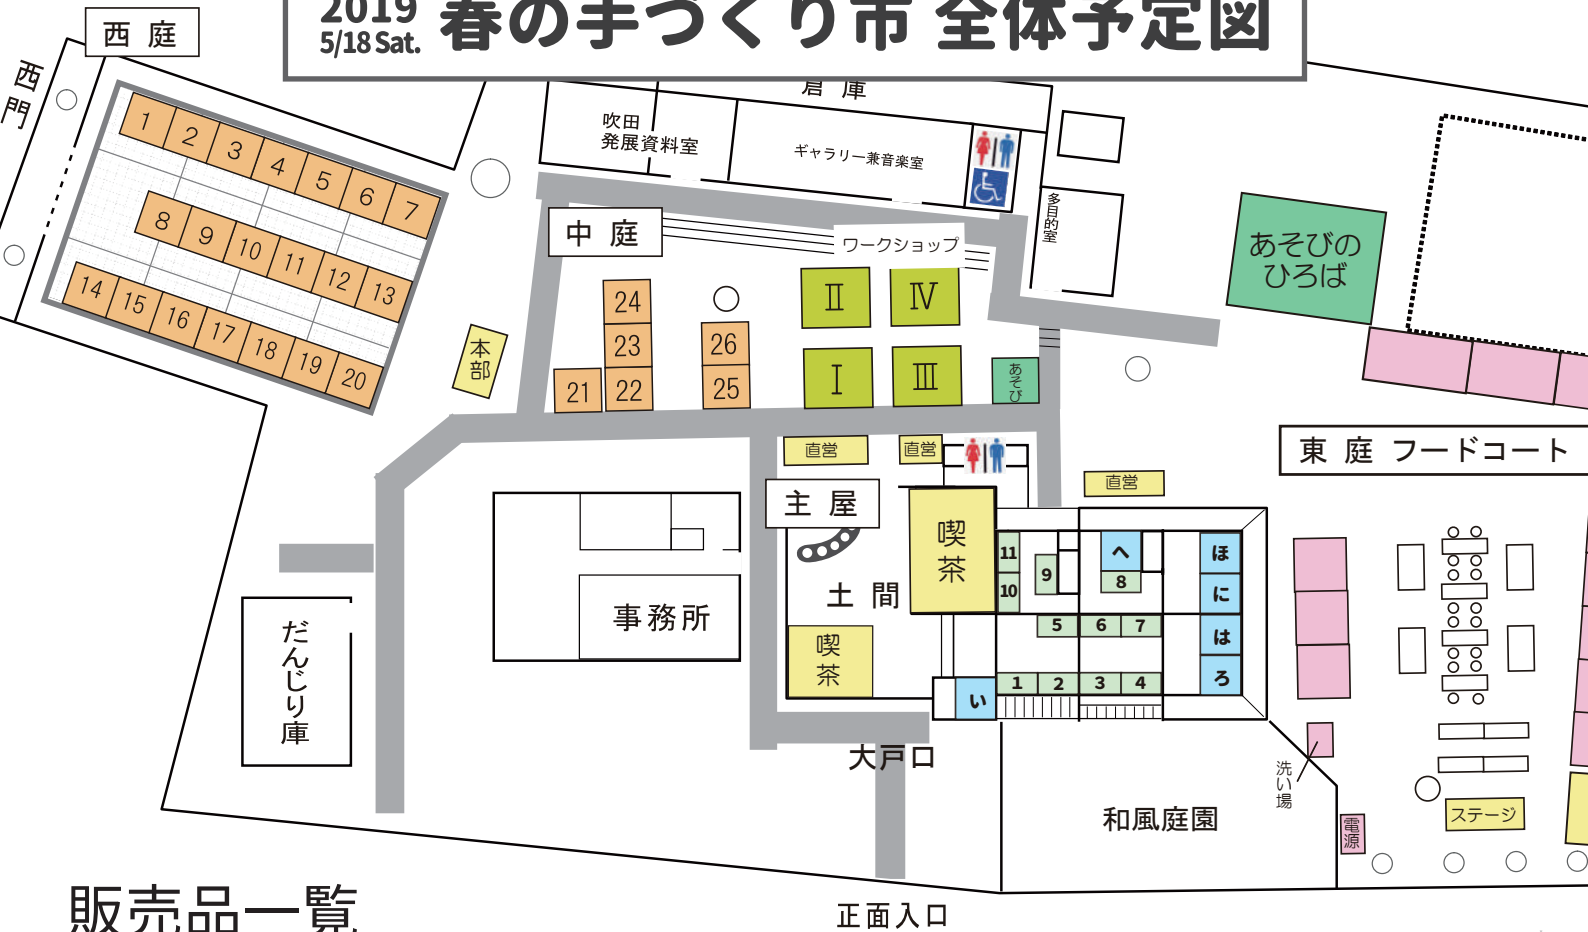 2019
5/18 Sat.
春の手づくり市 全体予定図
西 庭
西門
倉 庫
吹田
発展資料室
ギャラリー兼音楽室
多目的室
1 2 3 4 5 6 7
8 9 10 11 12 13
14 15 16 17 18 19 20
本部
中 庭
ワークショップ
24
23
21 22
26
25
II IV
I III
あそび
あそびの
ひろば
直営
直営
直営
東 庭 フードコート
主 屋
喫茶
土 間
喫茶
11
10
9
へ
8
5 6 7
1 2 3 4
ほ
に
は
ろ
い
事務所
だんじり庫
大戸口
和風庭園
洗い場
電源
ステージ
正面入口
販売品一覧